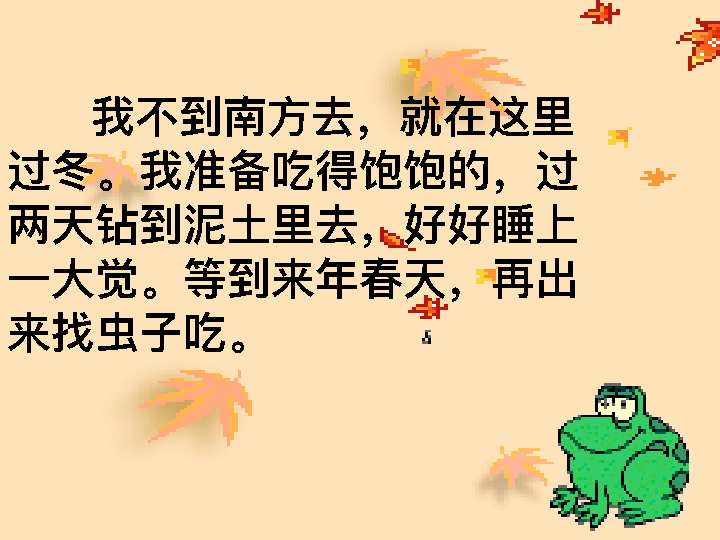 我不到南方去，就在这里
过冬。我准备吃得饱饱的，过
两天钻到泥土里去，好好睡上
一大觉。等到来年春天，再出
来找虫子吃。